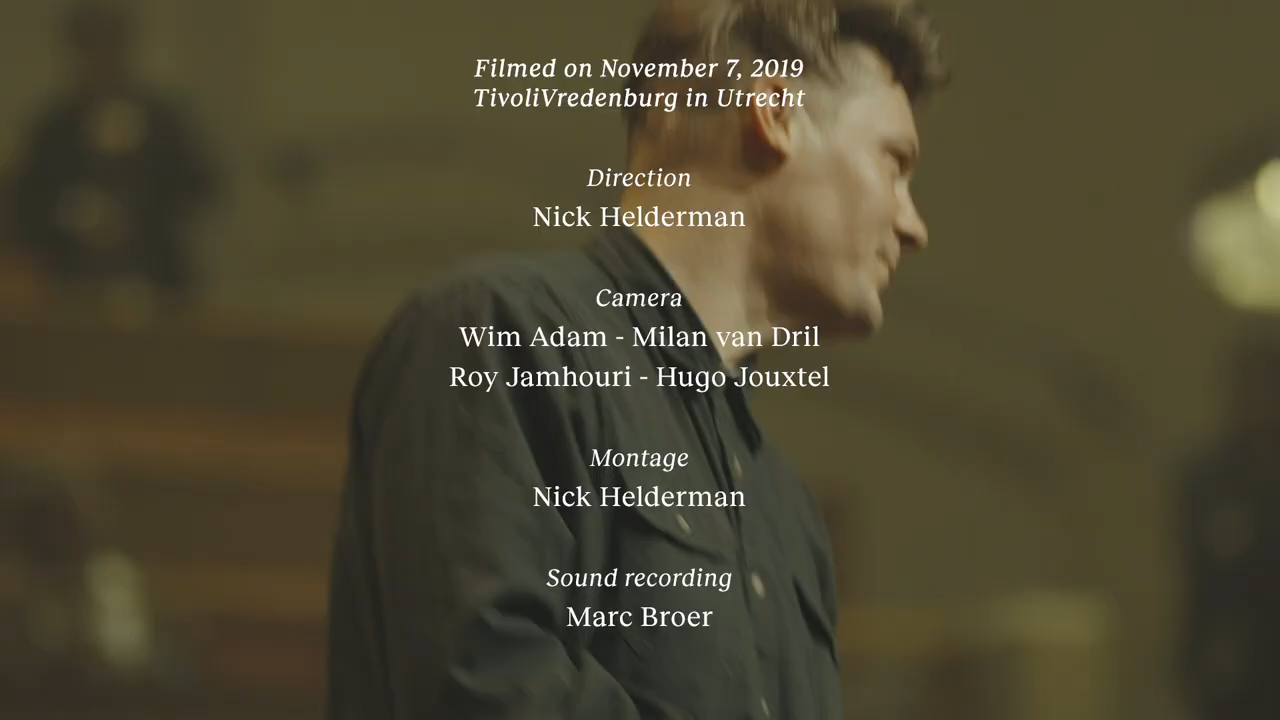 Filmed on November 7, 2019
TivoliVredenburg in Utrecht
Direction
Nick Helderman
Camera
Wim Adam - Milan van Dril
Roy Jamhouri - Hugo Jouxtel
Montage
Nick Helderman
Sound recording
Marc Broer